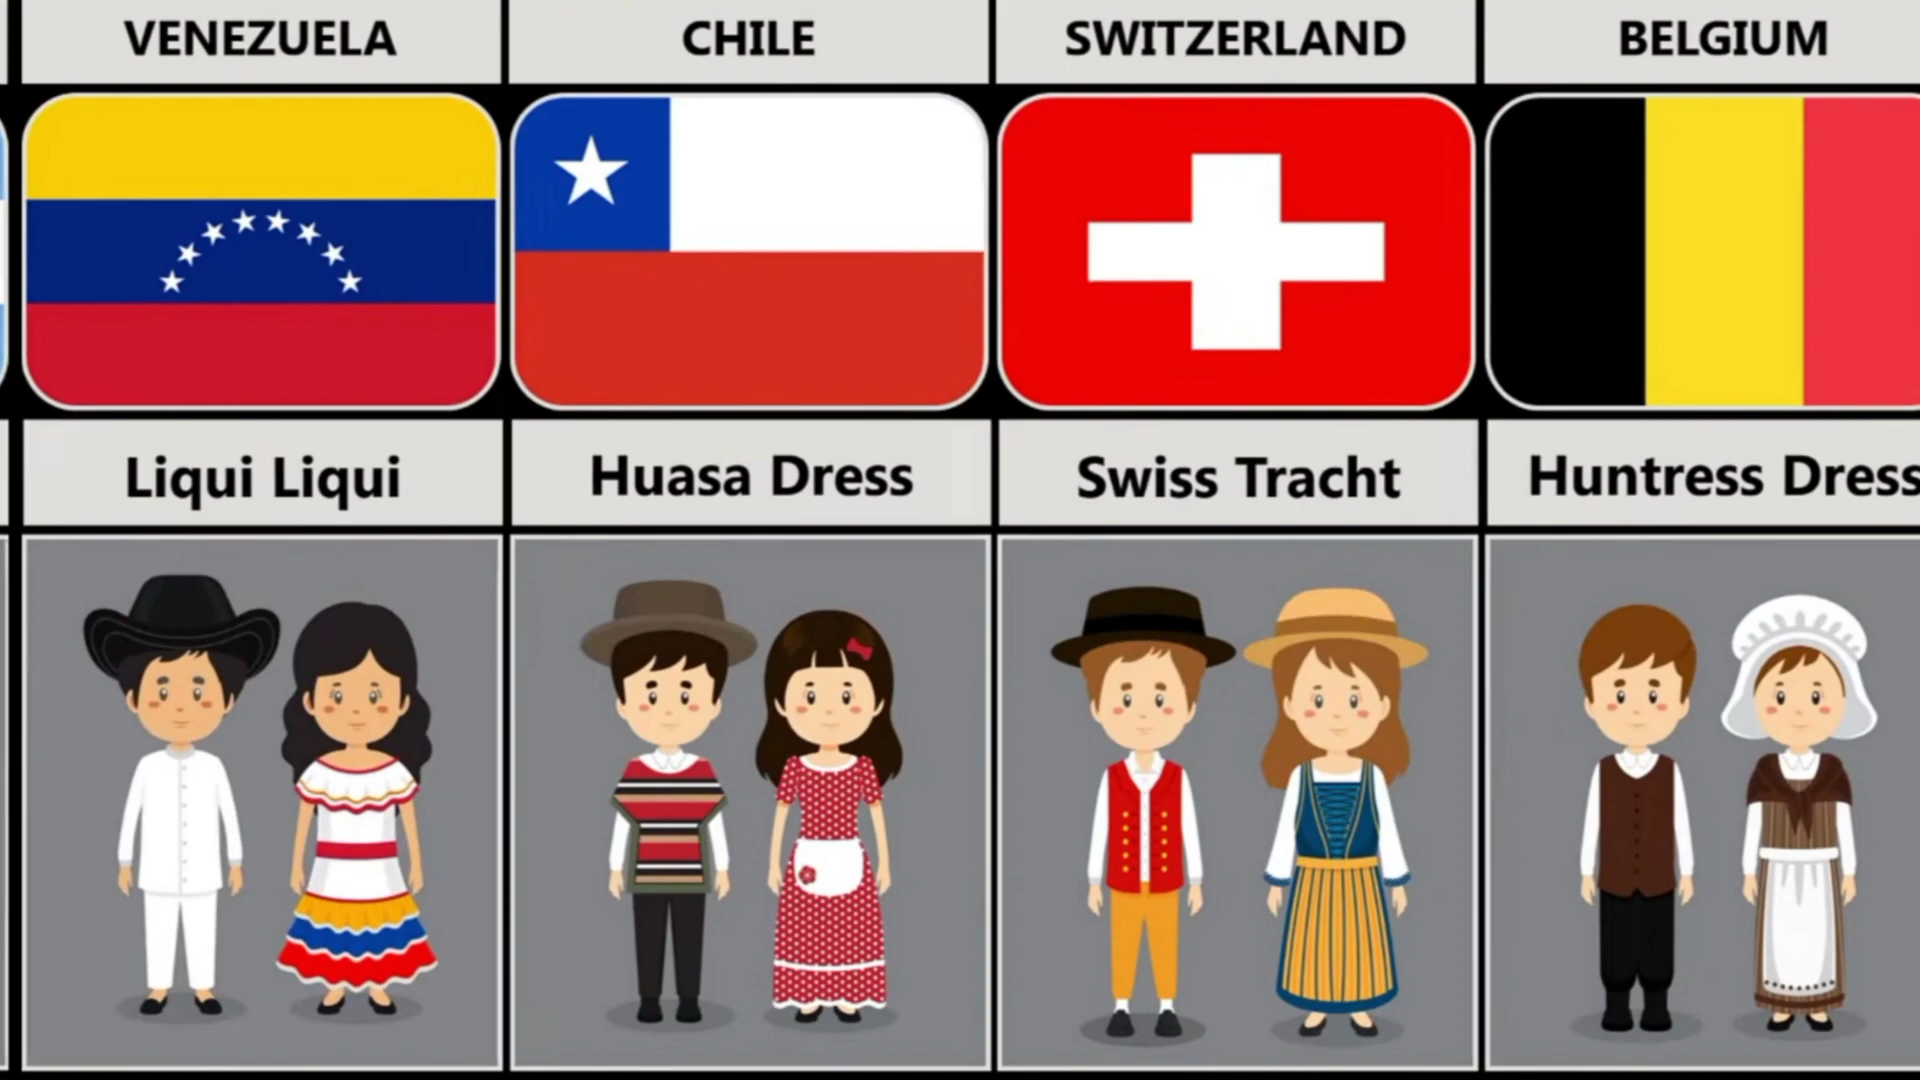 VENEZUELA
CHILE
SWITZERLAND
BELGIUM
Liqui Liqui
Huasa Dress
Swiss Tracht
Huntress Dress